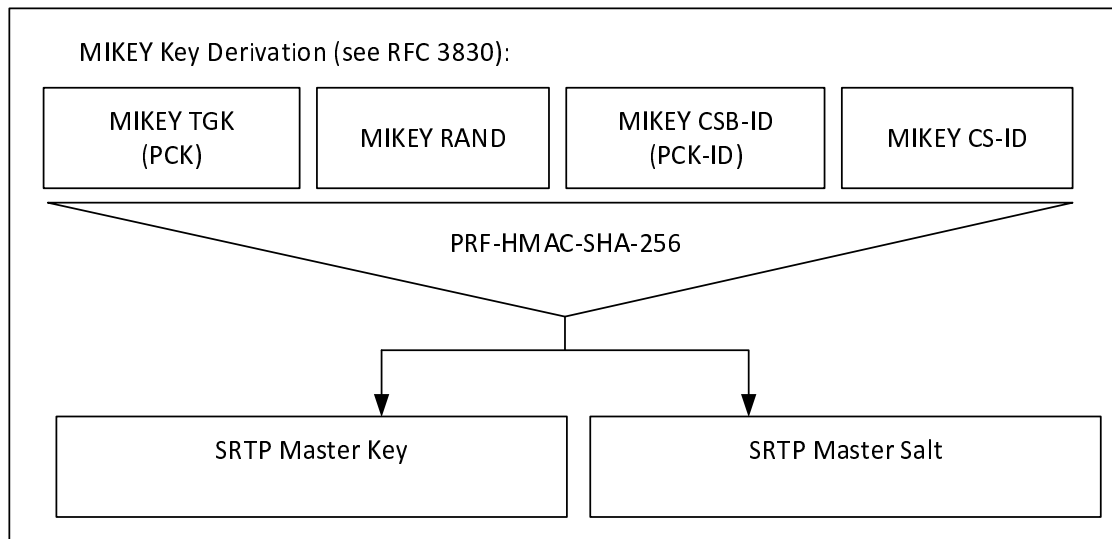 MIKEY Key Derivation (see RFC 3830):
MIKEY TGK
(PCK)
MIKEY RAND
MIKEY CSB-ID
(PCK-ID)
MIKEY CS-ID
PRF-HMAC-SHA-256
SRTP Master Key
SRTP Master Salt